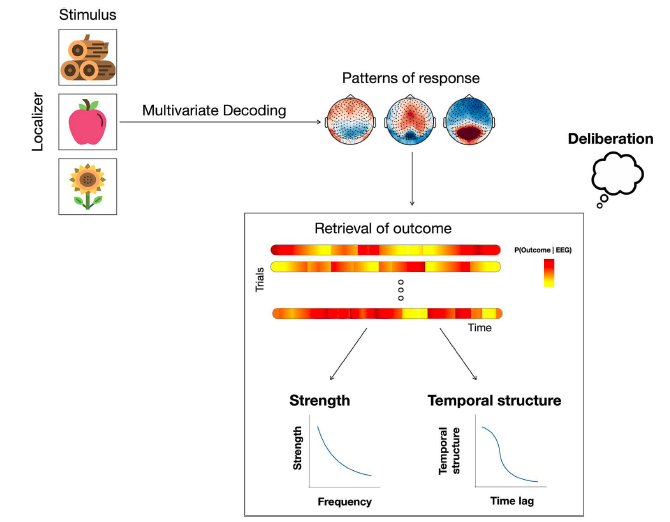 Stimulus
Localizer
Multivariate Decoding
Patterns of response
Deliberation
Retrieval of outcome
P(Outcome | EEG)
Trials
Time
Strength
Strength
Frequency
Temporal structure
Temporal
structure
Time lag